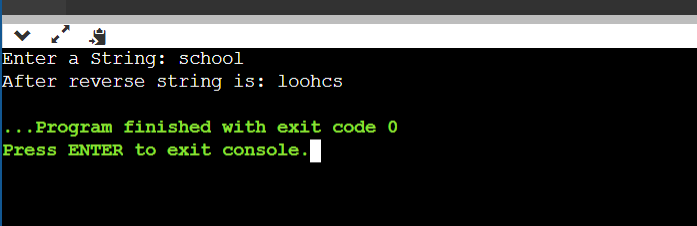 Enter a String: school
After reverse string is: loohcs
...Program finished with exit code 0
Press ENTER to exit console.